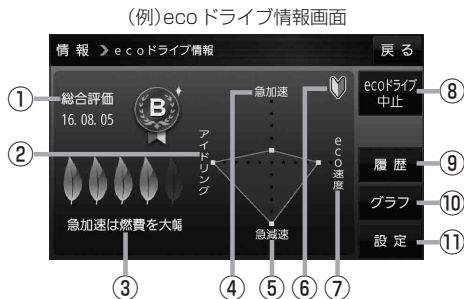 (例)eco ドライブ情報画面
情報 ecoドライブ情報
戻る
① 総合評価
16. 08. 05
B
急加速
ecoドライブ
中止
⑧
②
アイドリング
eco速度
履歴
⑨
グラフ
⑩
急加速は燃費を大幅
急減速
設定
⑪
③
④
⑤
⑥
⑦